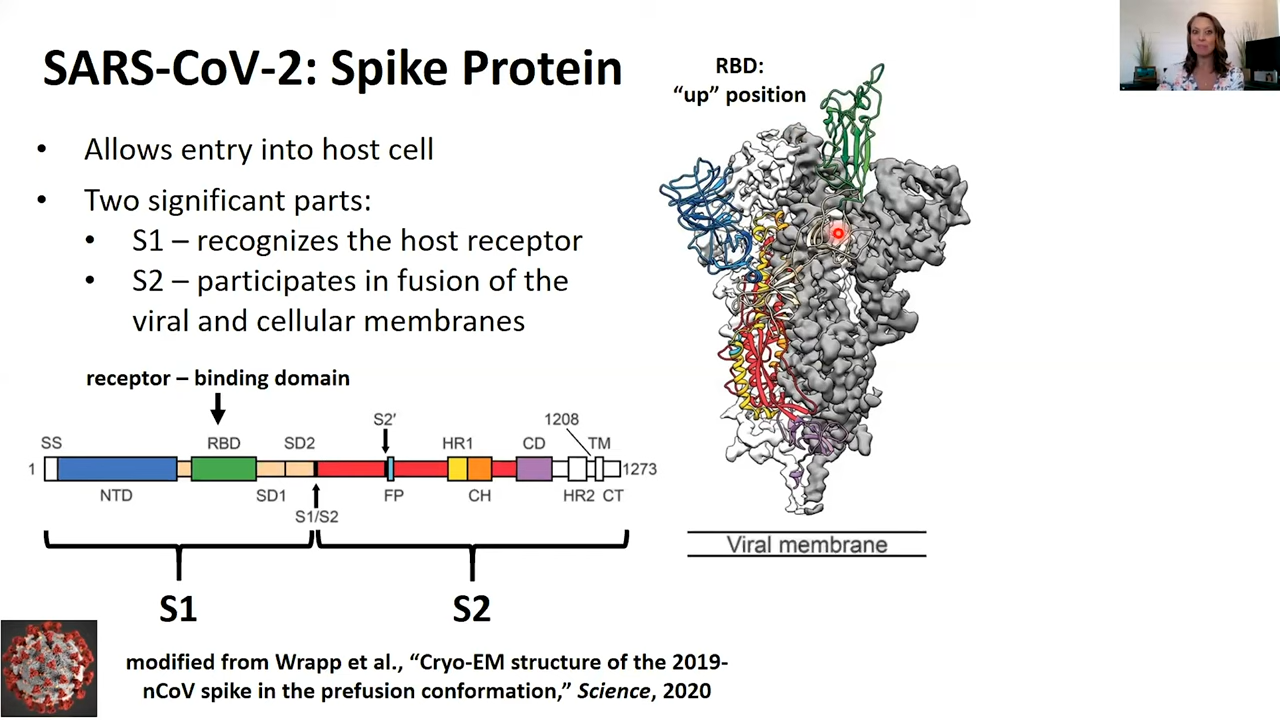 SARS-CoV-2: Spike Protein
• Allows entry into host cell
• Two significant parts:
• S1 – recognizes the host receptor
• S2 – participates in fusion of the
viral and cellular membranes
receptor – binding domain
S2′ 1208
SS RBD SD2 HR1 CD TM
1 1273
NTD SD1 FP CH HR2 CT
S1/S2
S1 S2
modified from Wrapp et al., “Cryo-EM structure of the 2019-
nCoV spike in the prefusion conformation,” Science, 2020
RBD:
“up” position
Viral membrane